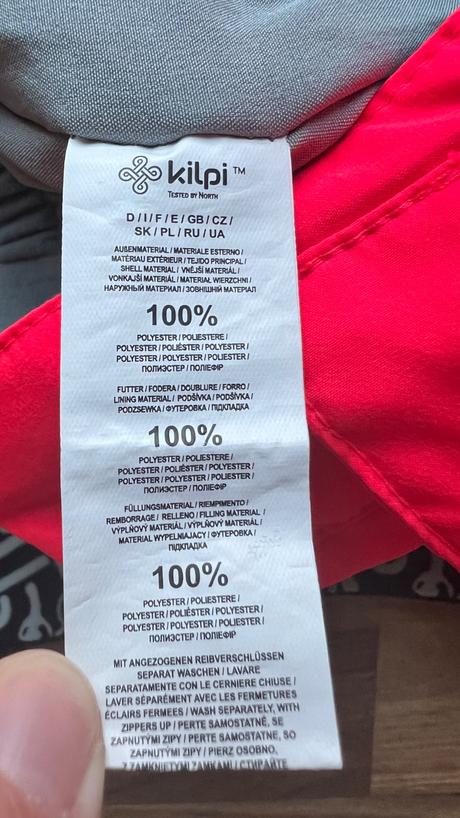 kilpi™
TESTED BY NORTH
D / I / F / E / GB / CZ /
SK / PL / RU / UA
AUßENMATERIAL / MATERIALE ESTERNO /
MATÉRIAU EXTÉRIEUR / TEJIDO PRINCIPAL /
SHELL MATERIAL / VNĚJŠÍ MATERIÁL /
VONKAJŠÍ MATERIÁL / MATERIAŁ WIERZCHNI /
НАРУЖНЫЙ МАТЕРИАЛ / ЗОВНІШНІЙ МАТЕРІАЛ
100%
POLYESTER / POLIESTERE /
POLYESTER / POLIÉSTER / POLYESTER /
POLYESTER / POLYESTER / POLIESTER /
ПОЛИЭСТЕР / ПОЛІЕФІР
FUTTER / FODERA / DOUBLURE / FORRO /
LINING MATERIAL / PODŠÍVKA / PODŠÍVKA /
PODZSEWKA / ФУТЕРОВКА / ПІДКЛАДКА
100%
POLYESTER / POLIESTERE /
POLYESTER / POLIÉSTER / POLYESTER /
POLYESTER / POLYESTER / POLIESTER /
ПОЛИЭСТЕР / ПОЛІЕФІР
FÜLLUNGSMATERIAL / RIEMPIMENTO /
REMBORRAGE / RELLENO / FILLING MATERIAL /
VÝPLŇOVÝ MATERIÁL / VÝPLŇOVÝ MATERIÁL /
MATERIAŁ WYPEŁNIAJĄCY / ФУТЕРОВКА /
ПІДКЛАДКА
100%
POLYESTER / POLIESTERE /
POLYESTER / POLIÉSTER / POLYESTER /
POLYESTER / POLYESTER / POLIESTER /
ПОЛИЭСТЕР / ПОЛІЕФІР
MIT ANGEZOGENEN REIBVERSCHLÜSSEN
SEPARAT WASCHEN / LAVARE
SEPARATAMENTE CON LE CERNIERE CHIUSE /
LAVER SÉPARÉMENT AVEC LES FERMETURES
ÉCLAIRS FERMEES / WASH SEPARATELY, WITH
ZIPPERS UP / PERTE SAMOSTATNĚ, SE
ZAPNUTÝMI ZIPY / PERTE SAMOSTATNE, SO
ZAPNUTÝMI ZIPY / PIERZ OSOBNO,
Z ZAMKNIĘTYMI ZAMKAMI / СТИРАЙТЕ